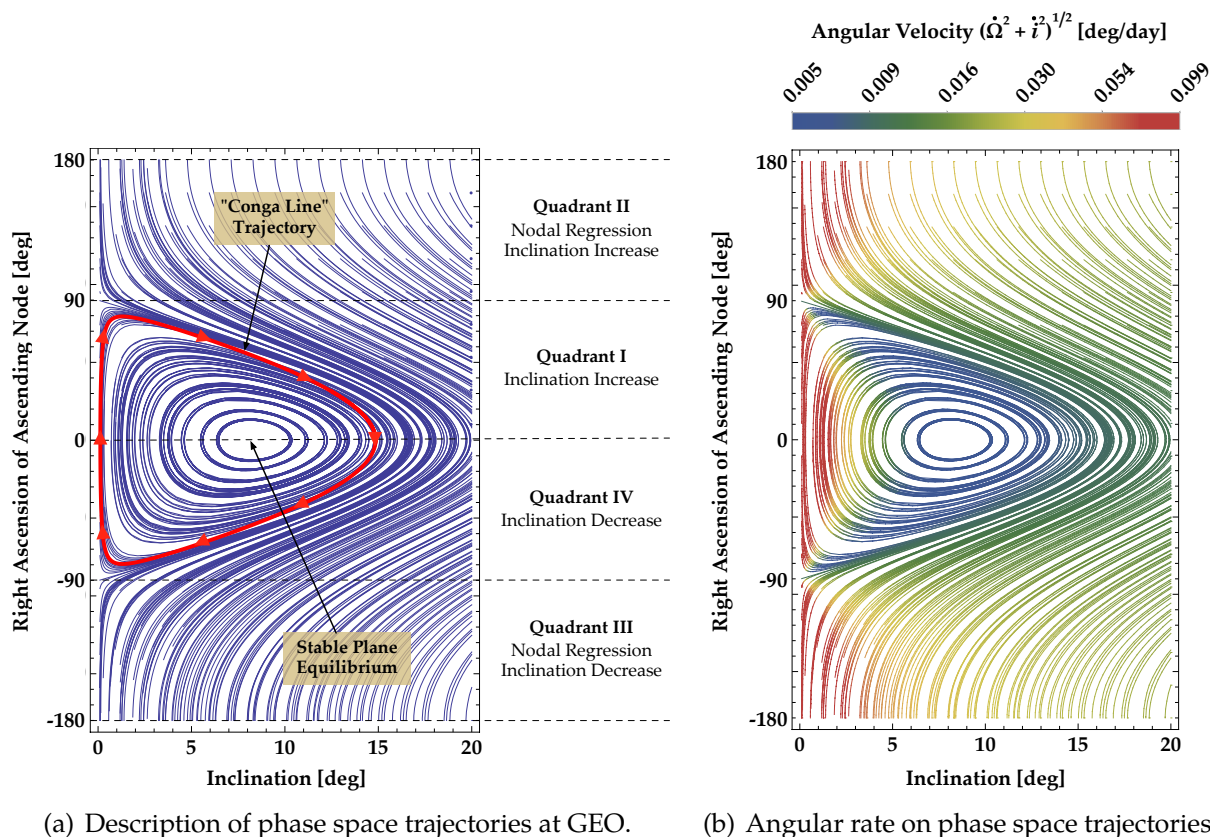 Angular Velocity (Ω̇² + i̇²)^1/2 [deg/day]
0.005 0.009 0.016 0.030 0.054 0.099
Right Ascension of Ascending Node [deg]
180
90
0
-90
-180
0 5 10 15 20
Inclination [deg]
"Conga Line"
Trajectory
Stable Plane
Equilibrium
Quadrant II
Nodal Regression
Inclination Increase
Quadrant I
Inclination Increase
Quadrant IV
Inclination Decrease
Quadrant III
Nodal Regression
Inclination Decrease
Right Ascension of Ascending Node [deg]
180
90
0
-90
-180
0 5 10 15 20
Inclination [deg]
(a) Description of phase space trajectories at GEO.
(b) Angular rate on phase space trajectories